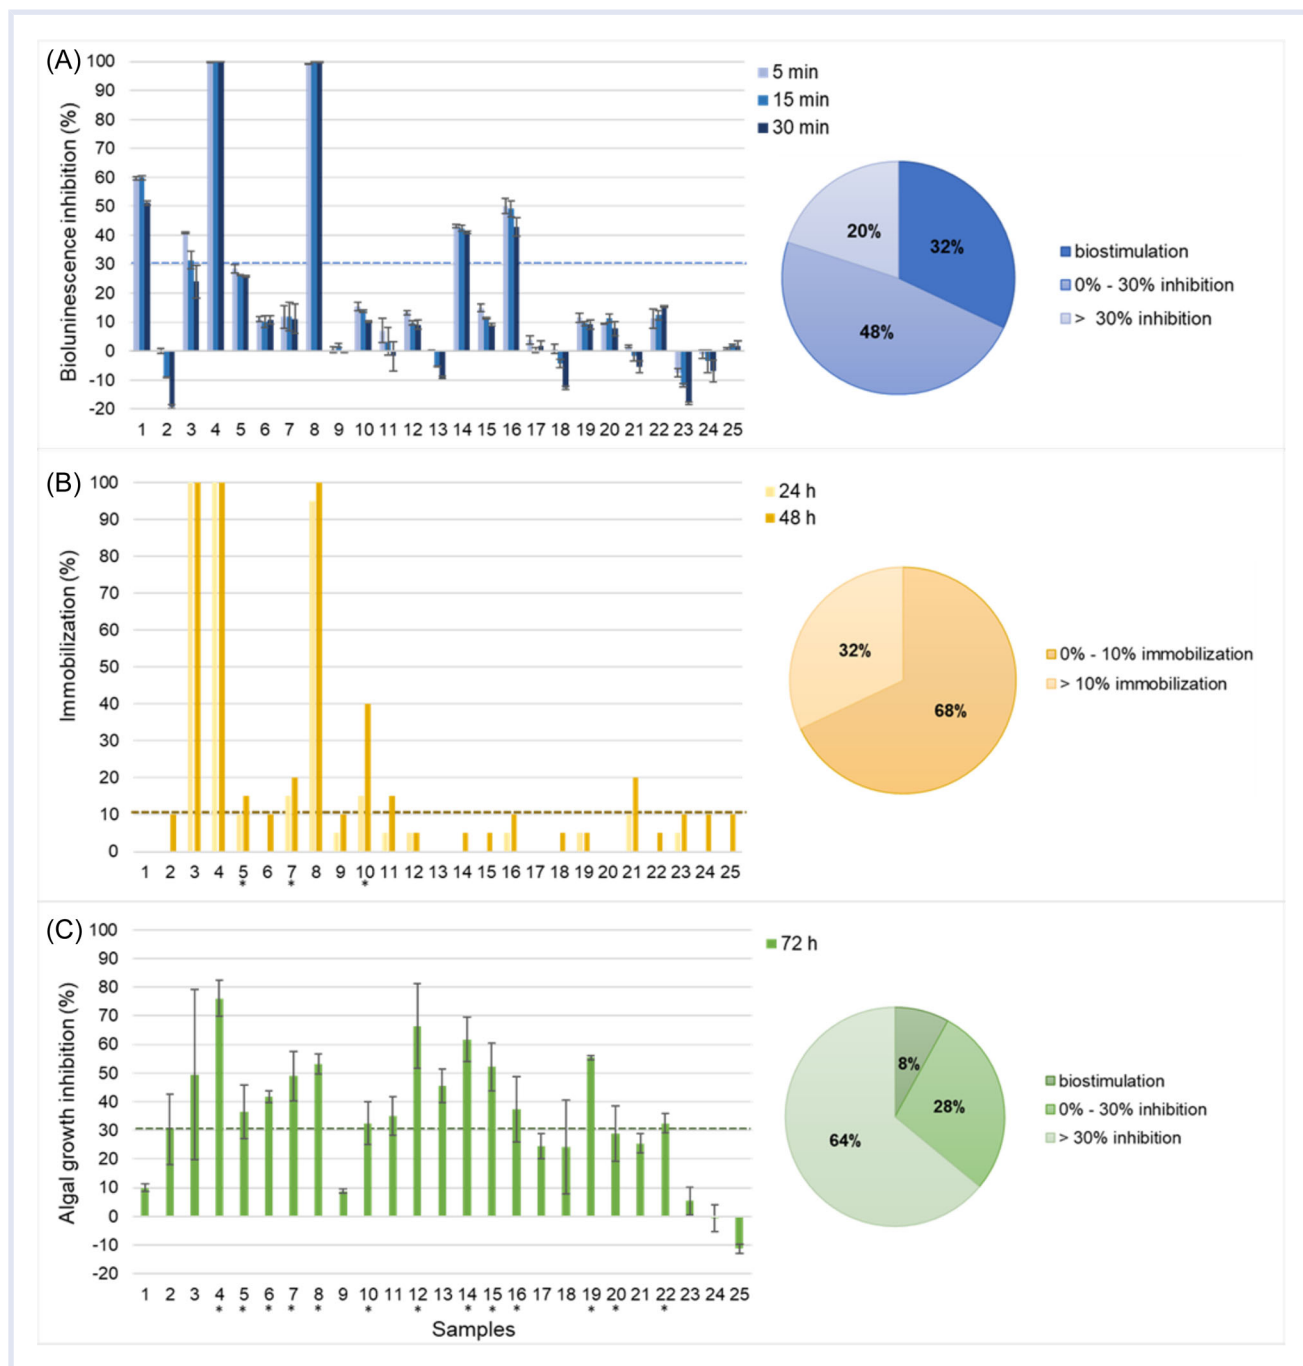 (A)
Bioluninescence inhibition (%)
100
90
80
70
60
50
40
30
20
10
0
-10
-20
1 2 3 4 5 6 7 8 9 10 11 12 13 14 15 16 17 18 19 20 21 22 23 24 25
5 min
15 min
30 min
20%
32%
48%
biostimulation
0% - 30% inhibition
> 30% inhibition
(B)
Immobilization (%)
100
90
80
70
60
50
40
30
20
10
0
1 2 3 4 5 6 7 8 9 10 11 12 13 14 15 16 17 18 19 20 21 22 23 24 25
* * *
24 h
48 h
32%
68%
0% - 10% immobilization
> 10% immobilization
(C)
Algal growth inhibition (%)
100
90
80
70
60
50
40
30
20
10
0
-10
-20
1 2 3 4 5 6 7 8 9 10 11 12 13 14 15 16 17 18 19 20 21 22 23 24 25
* * * * * * * * * * * * *
Samples
72 h
8%
28%
64%
biostimulation
0% - 30% inhibition
> 30% inhibition